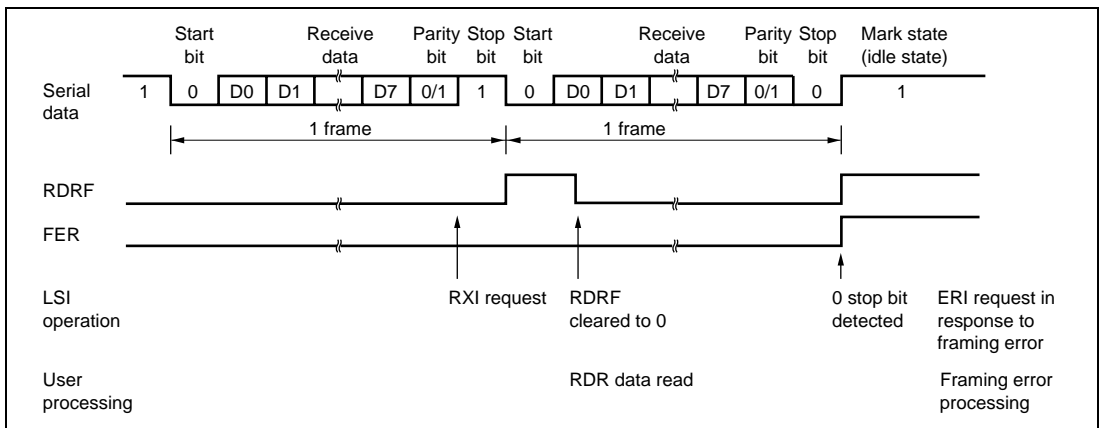 Start bit Receive data Parity bit Stop bit Start bit Receive data Parity bit Stop bit Mark state (idle state)
Serial data 1 0 D0 D1 D7 0/1 1 0 D0 D1 D7 0/1 0 1
1 frame 1 frame
RDRF
FER
LSI operation RXI request RDRF cleared to 0 0 stop bit detected ERI request in response to framing error
User processing RDR data read Framing error processing